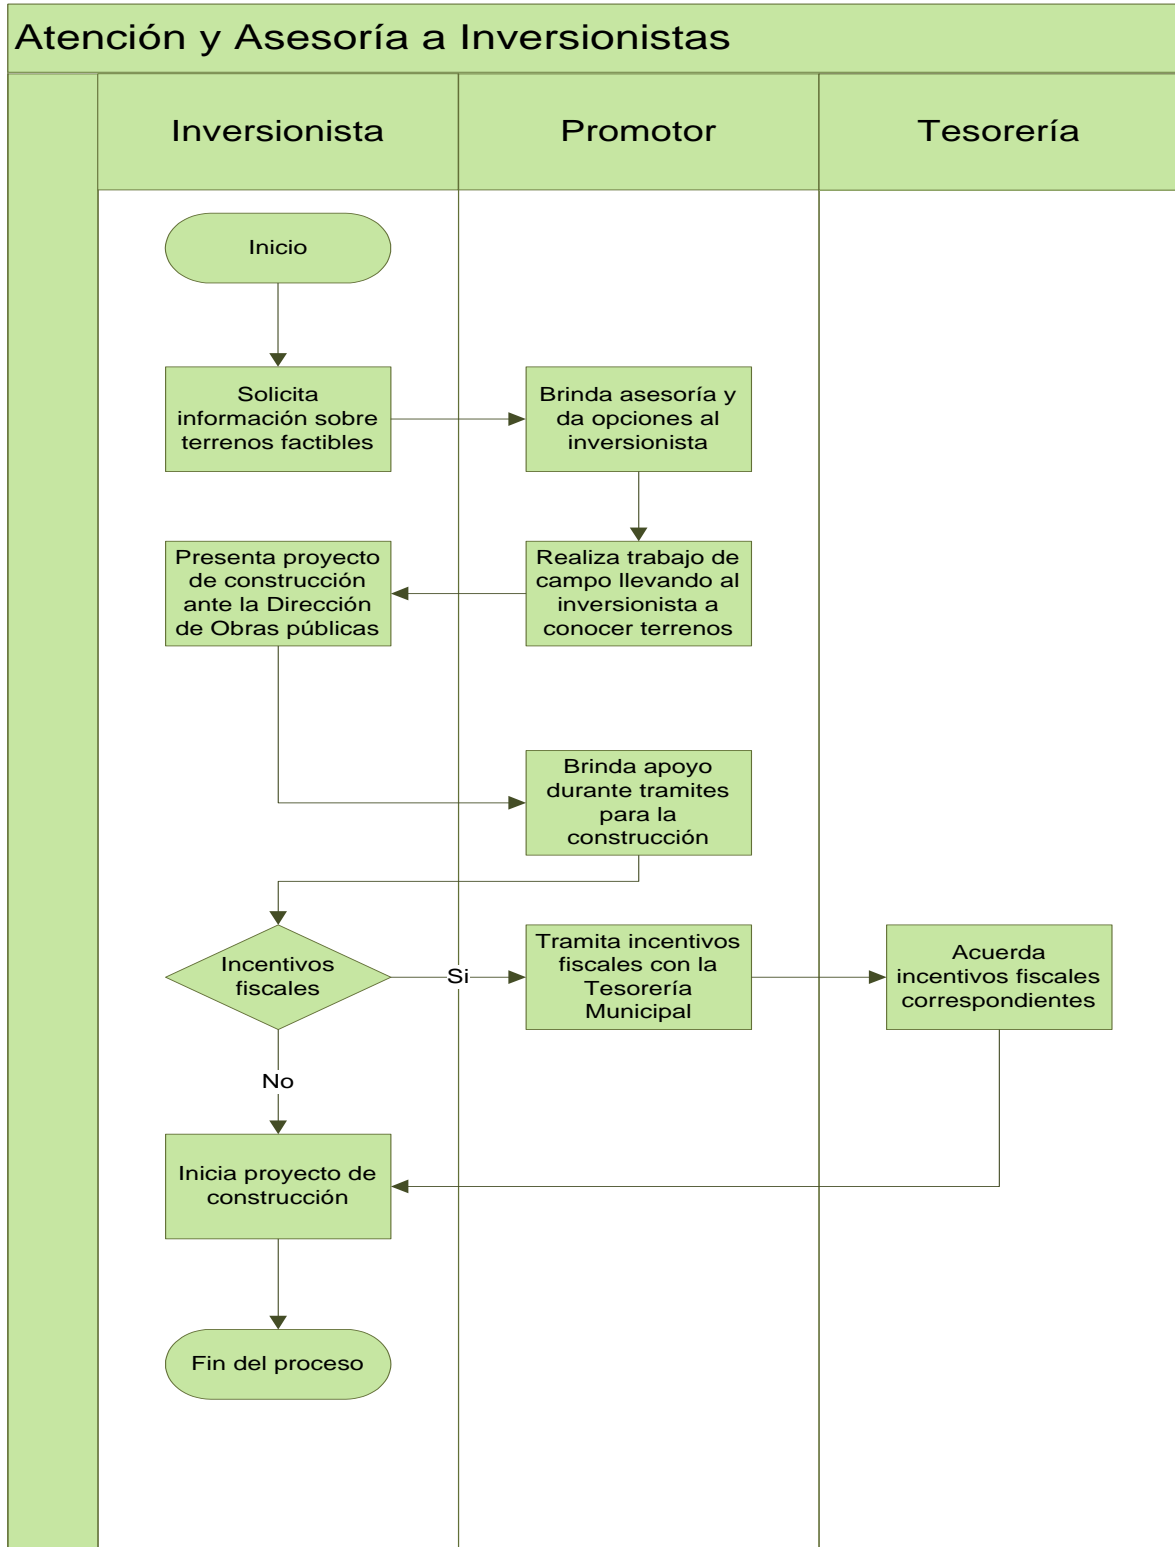 Atención y Asesoría a Inversionistas
Inversionista
Promotor
Tesorería
Inicio
Solicita
información sobre
terrenos factibles
Brinda asesoría y
da opciones al
inversionista
Presenta proyecto
de construcción
ante la Dirección
de Obras públicas
Realiza trabajo de
campo llevando al
inversionista a
conocer terrenos
Brinda apoyo
durante tramites
para la
construcción
Incentivos
fiscales
Si
Tramita incentivos
fiscales con la
Tesorería
Municipal
Acuerda
incentivos fiscales
correspondientes
No
Inicia proyecto de
construcción
Fin del proceso